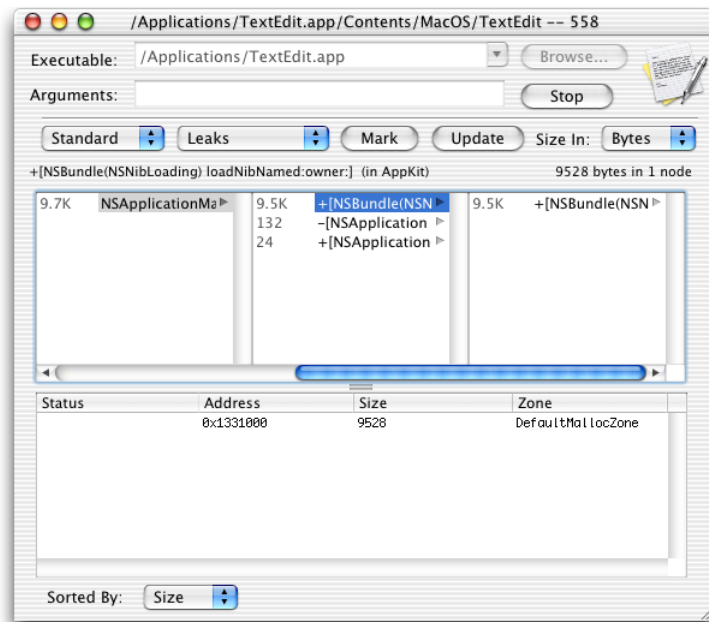 /Applications/TextEdit.app/Contents/MacOS/TextEdit -- 558
Executable: /Applications/TextEdit.app Browse...
Arguments: Stop
Standard Leaks Mark Update Size In: Bytes
+[NSBundle(NSNibLoading) loadNibNamed:owner:] (in AppKit) 9528 bytes in 1 node
9.7K NSApplicationMa 9.5K +[NSBundle(NSN 9.5K +[NSBundle(NSN
132 -[NSApplication
24 +[NSApplication
Status Address Size Zone
0x1331000 9528 DefaultMallocZone
Sorted By: Size